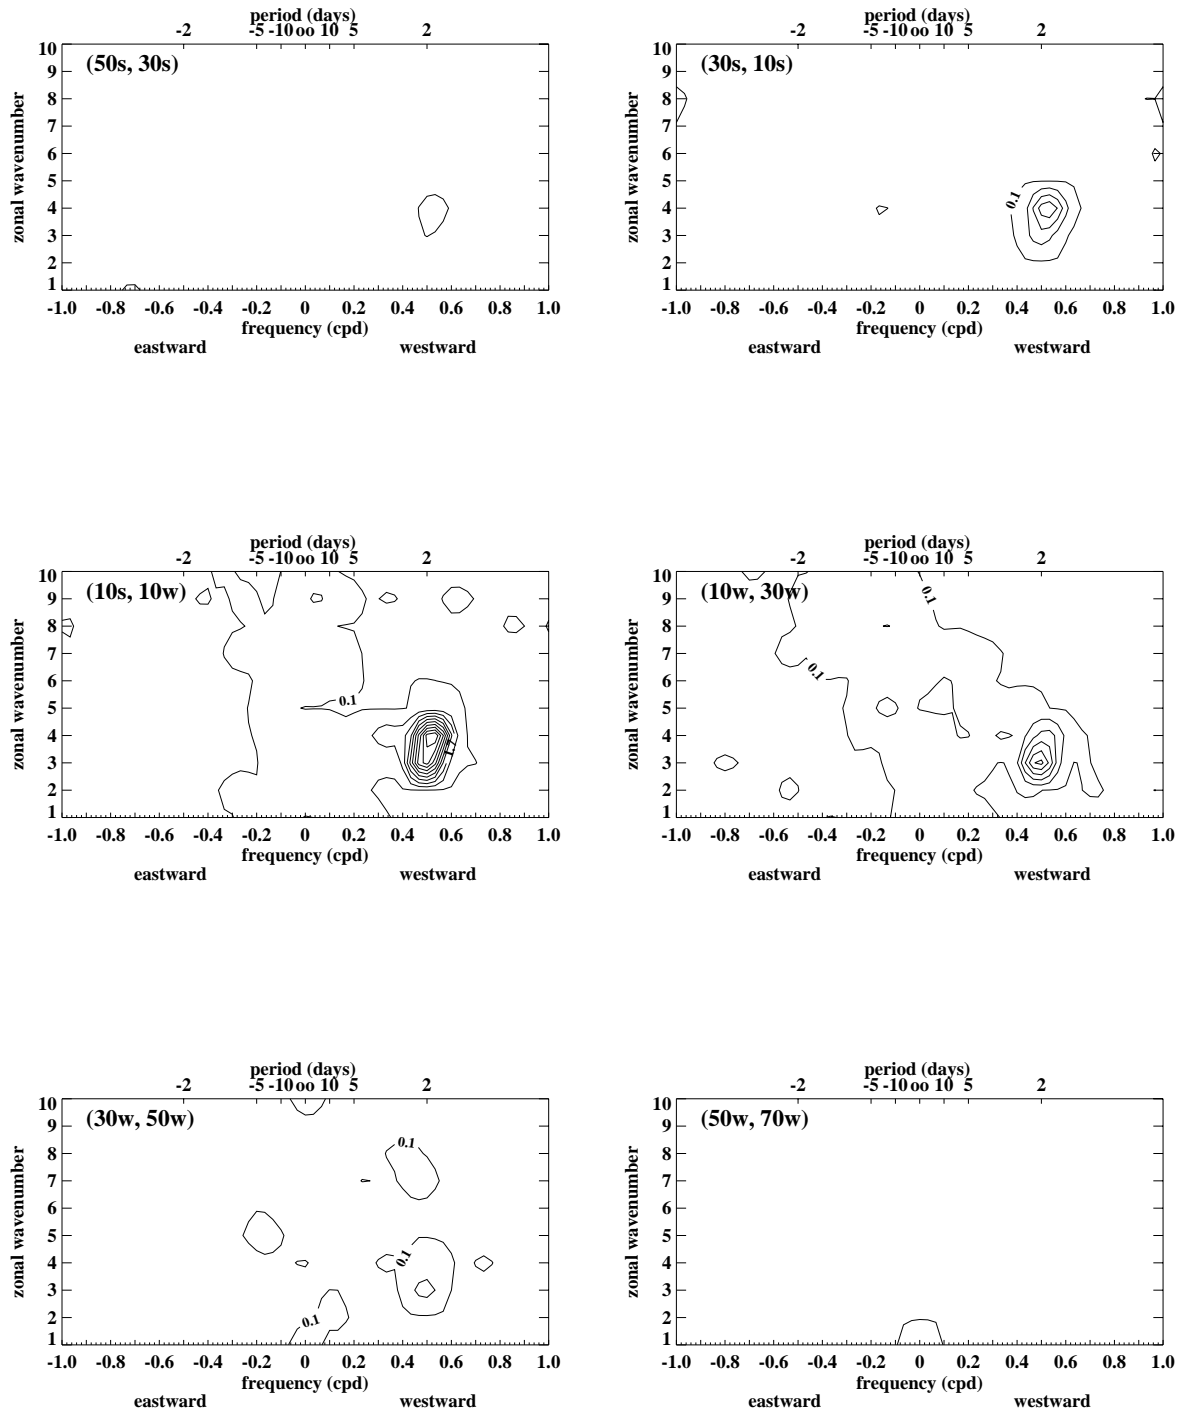 period (days)
-2 -5 -10 oo 10 5 2
(50s, 30s)
zonal wavenumber
10
9
8
7
6
5
4
3
2
1
-1.0 -0.8 -0.6 -0.4 -0.2 0 0.2 0.4 0.6 0.8 1.0
frequency (cpd)
eastward westward
period (days)
-2 -5 -10 oo 10 5 2
(30s, 10s)
zonal wavenumber
10
9
8
7
6
5
4
3
2
1
0.1
-1.0 -0.8 -0.6 -0.4 -0.2 0 0.2 0.4 0.6 0.8 1.0
frequency (cpd)
eastward westward
period (days)
-2 -5 -10 oo 10 5 2
(10s, 10w)
zonal wavenumber
10
9
8
7
6
5
4
3
2
1
0.1
1.7
-1.0 -0.8 -0.6 -0.4 -0.2 0 0.2 0.4 0.6 0.8 1.0
frequency (cpd)
eastward westward
period (days)
-2 -5 -10 oo 10 5 2
(10w, 30w)
zonal wavenumber
10
9
8
7
6
5
4
3
2
1
0.1
0.1
-1.0 -0.8 -0.6 -0.4 -0.2 0 0.2 0.4 0.6 0.8 1.0
frequency (cpd)
eastward westward
period (days)
-2 -5 -10 oo 10 5 2
(30w, 50w)
zonal wavenumber
10
9
8
7
6
5
4
3
2
1
0.1
0.1
0.1
-1.0 -0.8 -0.6 -0.4 -0.2 0 0.2 0.4 0.6 0.8 1.0
frequency (cpd)
eastward westward
period (days)
-2 -5 -10 oo 10 5 2
(50w, 70w)
zonal wavenumber
10
9
8
7
6
5
4
3
2
1
-1.0 -0.8 -0.6 -0.4 -0.2 0 0.2 0.4 0.6 0.8 1.0
frequency (cpd)
eastward westward